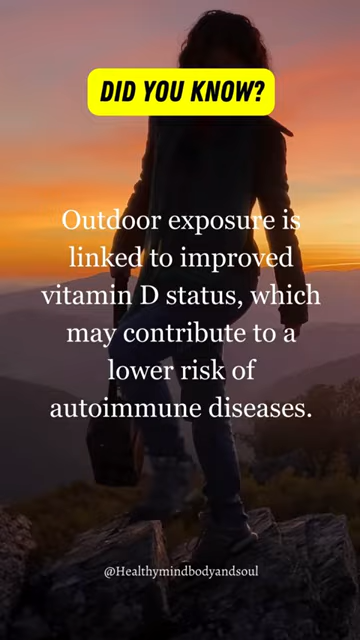 DID YOU KNOW?
Outdoor exposure is
linked to improved
vitamin D status, which
may contribute to a
lower risk of
autoimmune diseases.
@Healthymindbodyandsoul